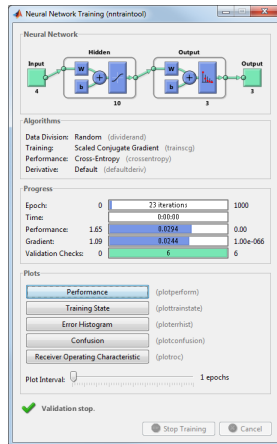 Neural Network Training (nntraintool)
Neural Network
Hidden Output
Input Output
W W
b b
4 10 3 3
Algorithms
Data Division: Random (dividerand)
Training: Scaled Conjugate Gradient (trainscg)
Performance: Cross-Entropy (crossentropy)
Derivative: Default (defaultderiv)
Progress
Epoch: 0 23 iterations 1000
Time: 0:00:00
Performance: 1.65 0.0294 0.00
Gradient: 1.09 0.0244 1.00e-066
Validation Checks: 0 6 6
Plots
Performance (plotperform)
Training State (plottrainstate)
Error Histogram (ploterrhist)
Confusion (plotconfusion)
Receiver Operating Characteristic (plotroc)
Plot Interval: 1 epochs
Validation stop.
Stop Training Cancel